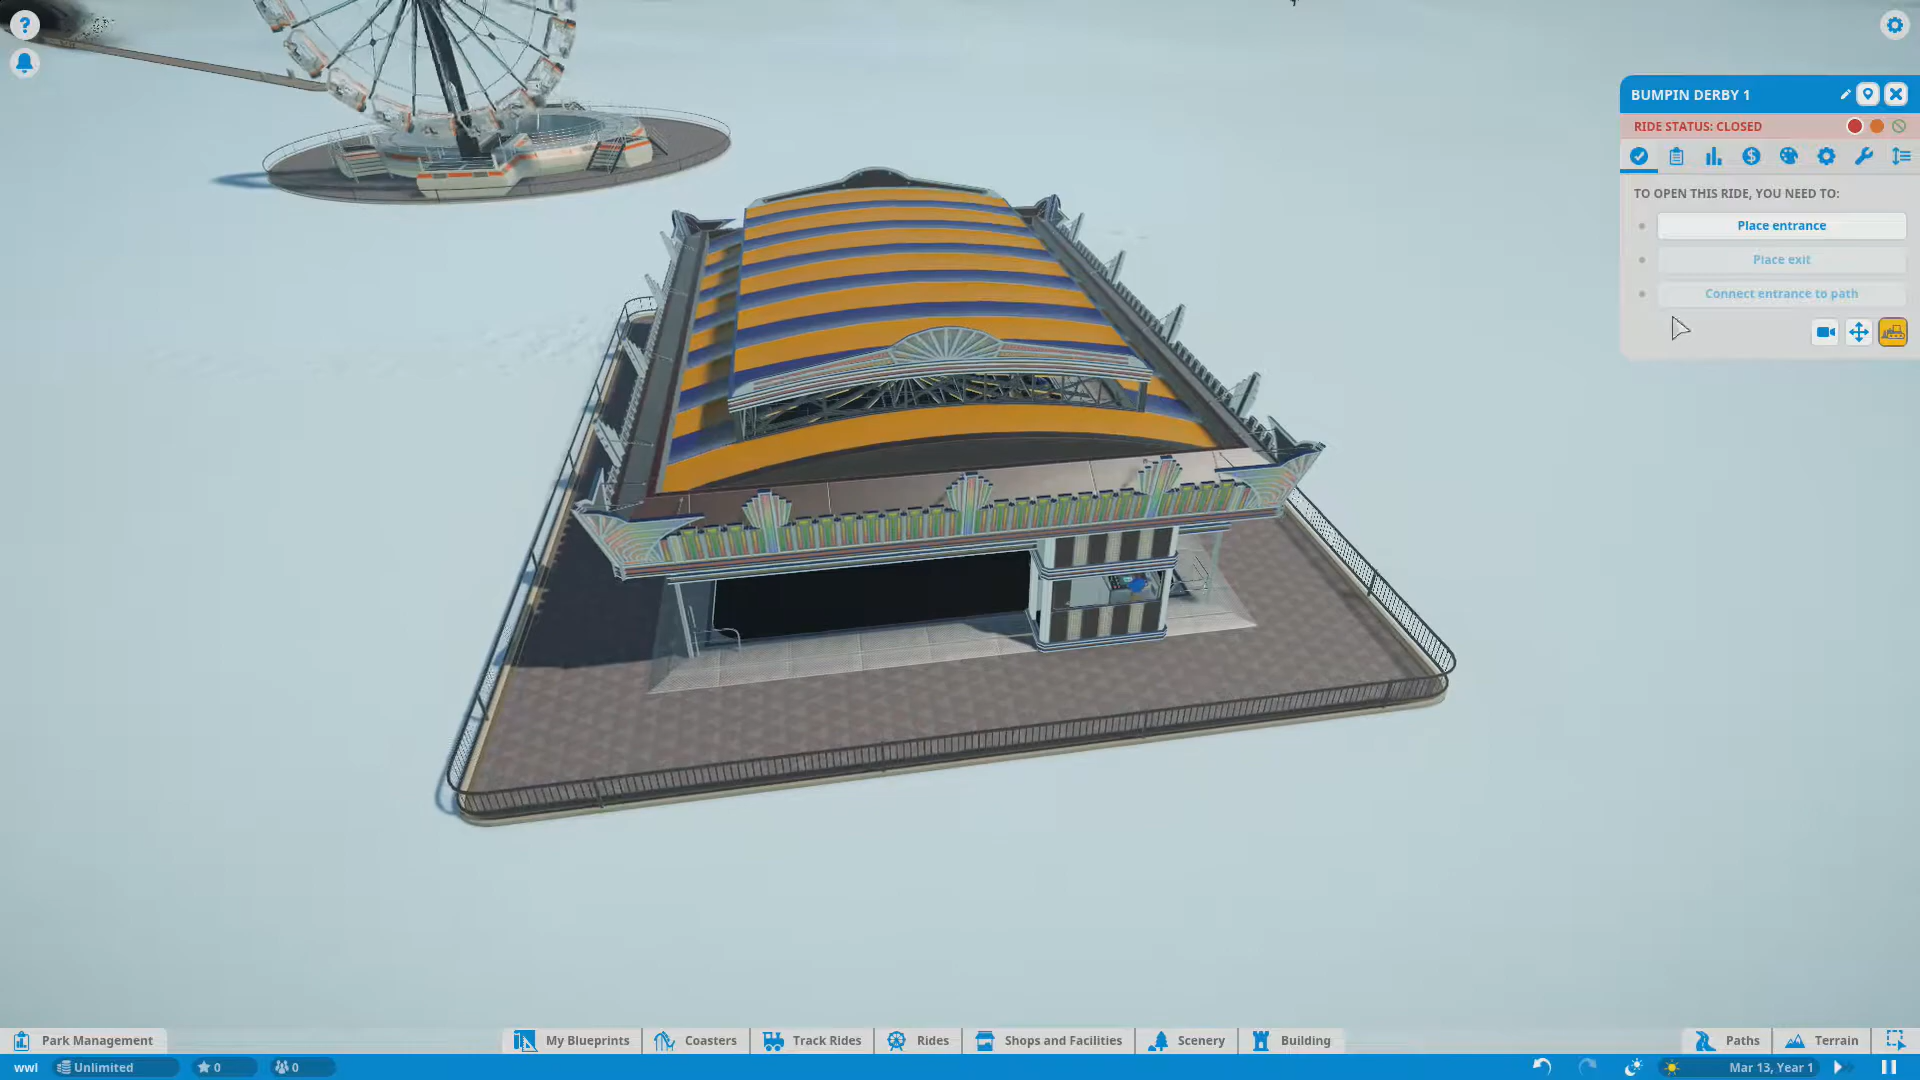 ?
BUMPIN DERBY 1
RIDE STATUS: CLOSED
$
TO OPEN THIS RIDE, YOU NEED TO:
Place entrance
Place exit
Connect entrance to path
Park Management
My Blueprints
Coasters
Track Rides
Rides
Shops and Facilities
Scenery
Building
Paths
Terrain
wwl
Unlimited
0
0
Mar 13, Year 1